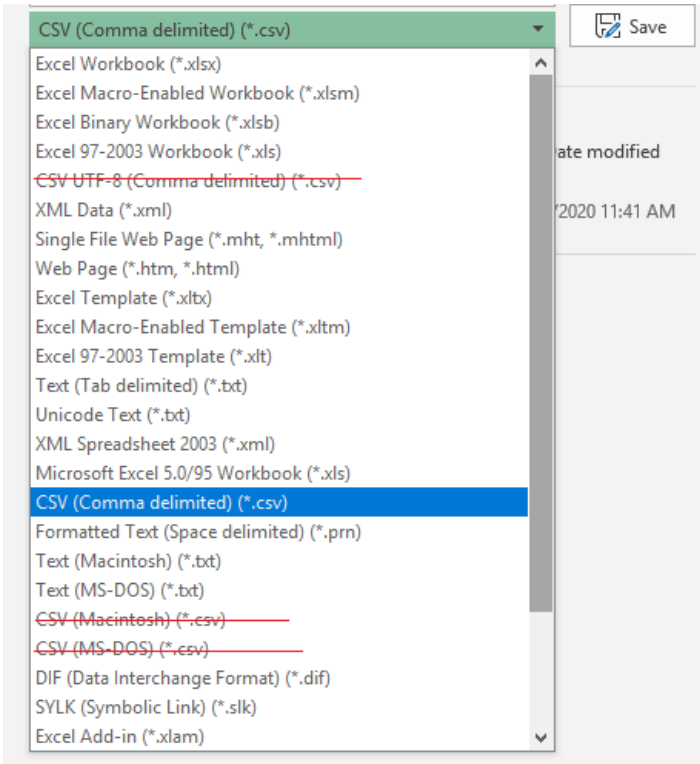 CSV (Comma delimited) (*.csv)
Save
Excel Workbook (*.xlsx)
Excel Macro-Enabled Workbook (*.xlsm)
Excel Binary Workbook (*.xlsb)
Excel 97-2003 Workbook (*.xls)
ate modified
CSV UTF-8 (Comma delimited) (*.csv)
XML Data (*.xml)
/2020 11:41 AM
Single File Web Page (*.mht, *.mhtml)
Web Page (*.htm, *.html)
Excel Template (*.xltx)
Excel Macro-Enabled Template (*.xltm)
Excel 97-2003 Template (*.xlt)
Text (Tab delimited) (*.txt)
Unicode Text (*.txt)
XML Spreadsheet 2003 (*.xml)
Microsoft Excel 5.0/95 Workbook (*.xls)
CSV (Comma delimited) (*.csv)
Formatted Text (Space delimited) (*.prn)
Text (Macintosh) (*.txt)
Text (MS-DOS) (*.txt)
CSV (Macintosh) (*.csv)
CSV (MS-DOS) (*.csv)
DIF (Data Interchange Format) (*.dif)
SYLK (Symbolic Link) (*.slk)
Excel Add-in (*.xlam)